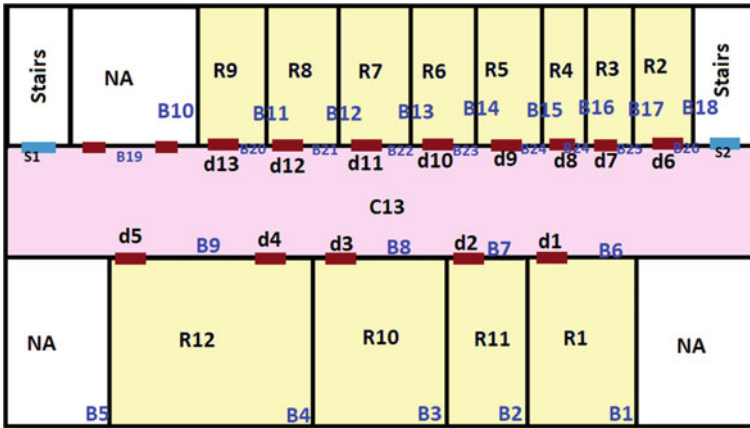 Stairs
NA
R9
R8
R7
R6
R5
R4
R3
R2
Stairs
B10
B11
B12
B13
B14
B15
B16
B17
B18
S1
B19
d13
B20
d12
B21
d11
B22
d10
B23
d9
B24
d8
B24
d7
B25
d6
B26
S2
C13
d5
B9
d4
d3
B8
d2
B7
d1
B6
NA
R12
R10
R11
R1
NA
B5
B4
B3
B2
B1